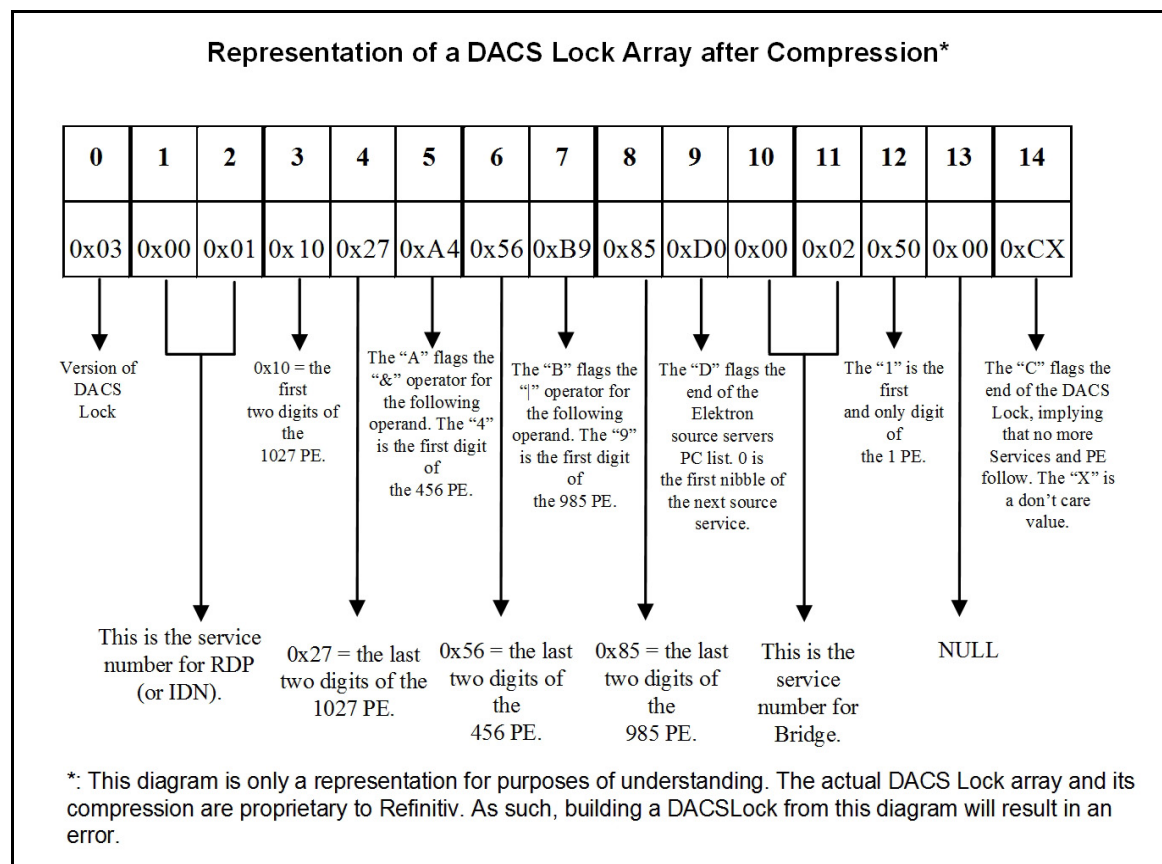 Representation of a DACS Lock Array after Compression*
0 1 2 3 4 5 6 7 8 9 10 11 12 13 14
0x03 0x00 0x01 0x10 0x27 0xA4 0x56 0xB9 0x85 0xD0 0x00 0x02 0x50 0x00 0xCX
Version of
DACS
Lock
0x10 = the
first
two digits of
the
1027 PE.
The “A” flags the
“&” operator for
the following
operand. The “4”
is the first digit
of
the 456 PE.
The “B” flags the
“|” operator for
the following
operand. The “9”
is the first digit
of
the 985 PE.
The “D” flags the
end of the
Elektron
source servers
PC list. 0 is
the first nibble of
the next source
service.
The “1” is the
first
and only digit
of
the 1 PE.
The “C” flags the
end of the DACS
Lock, implying
that no more
Services and PE
follow. The “X” is
a don’t care
value.
This is the service
number for RDP
(or IDN).
0x27 = the last
two digits of the
1027 PE.
0x56 = the last
two digits of
the
456 PE.
0x85 = the last
two digits of
the
985 PE.
This is the
service
number for
Bridge.
NULL
*: This diagram is only a representation for purposes of understanding. The actual DACS Lock array and its
compression are proprietary to Refinitiv. As such, building a DACSLock from this diagram will result in an
error.